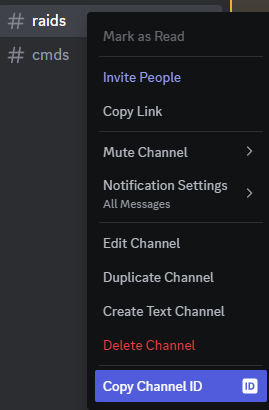 # raids
# cmds
Mark as Read
Invite People
Copy Link
Mute Channel
Notification Settings
All Messages
Edit Channel
Duplicate Channel
Create Text Channel
Delete Channel
Copy Channel ID ID